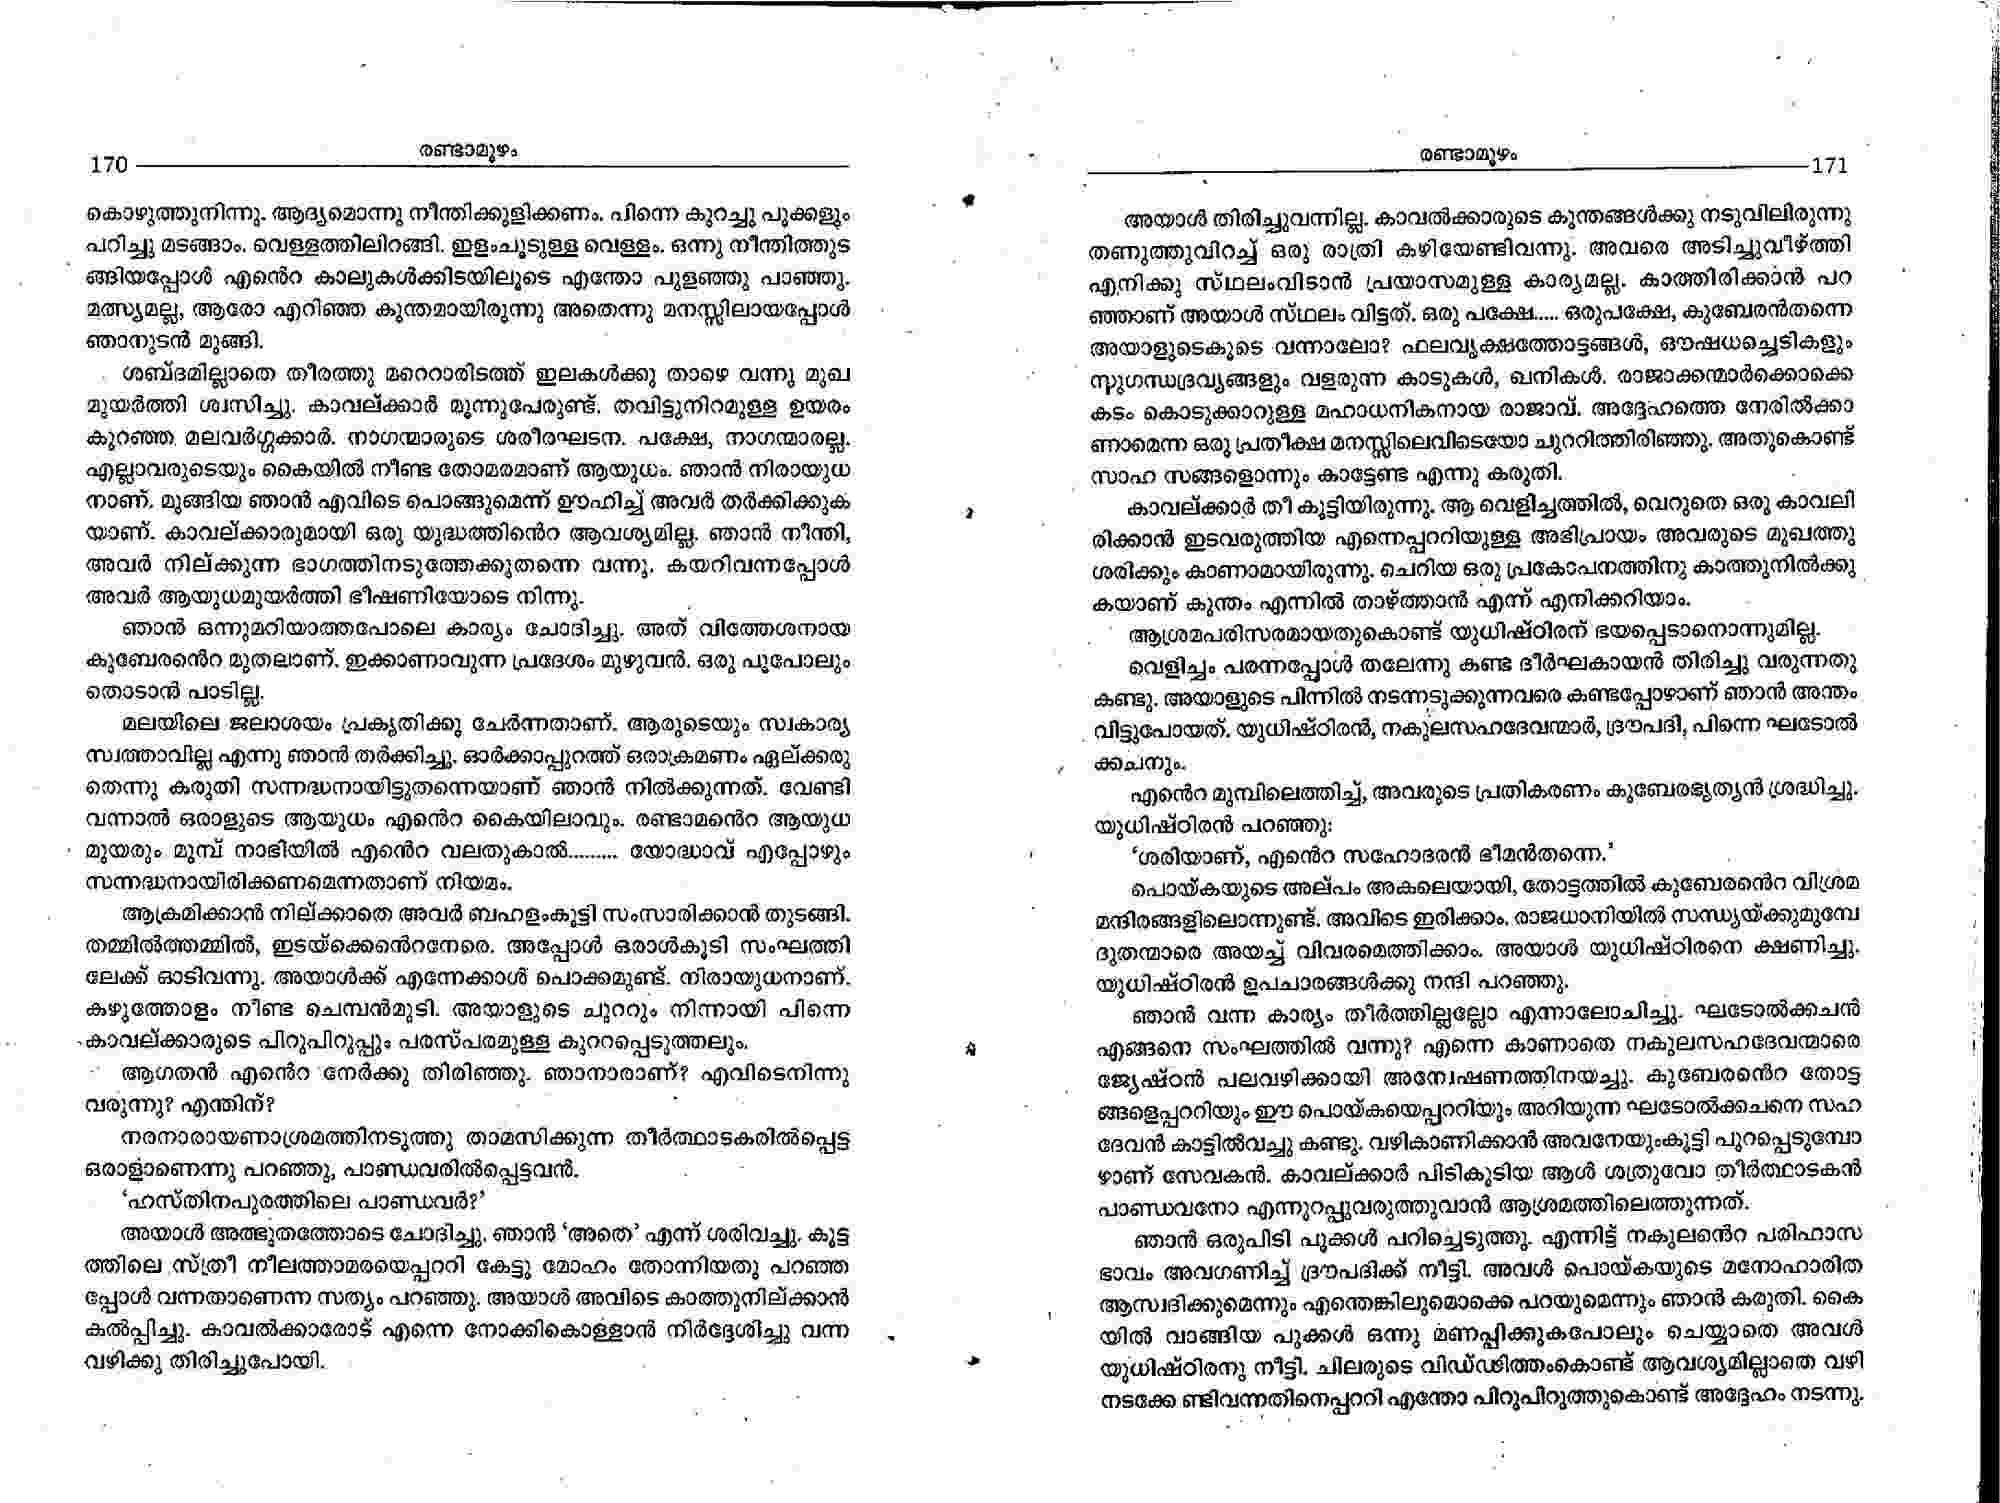 170
രണ്ടാമൂഴം
കൊഴുത്തുനിന്നു. ആദ്യമൊന്നു നീന്തിക്കുളിക്കണം. പിന്നെ കുറച്ചു പൂക്കളും
പറിച്ചു മടങ്ങാം. വെള്ളത്തിലിറങ്ങി. ഇളംചൂടുള്ള വെള്ളം. ഒന്നു നീന്തിത്തുട
ങ്ങിയപ്പോൾ എൻെറ കാലുകൾക്കിടയിലൂടെ എന്തോ പുളഞ്ഞു പാഞ്ഞു.
മത്സ്യമല്ല, ആരോ എറിഞ്ഞ കുന്തമായിരുന്നു അതെന്നു മനസ്സിലായപ്പോൾ
ഞാനുടൻ മുങ്ങി.
ശബ്ദമില്ലാതെ തീരത്തു മറെറാരിടത്ത് ഇലകൾക്കു താഴെ വന്നു മുഖ
മുയർത്തി ശ്വസിച്ചു. കാവല്ക്കാർ മൂന്നുപേരുണ്ട്. തവിട്ടുനിറമുള്ള ഉയരം
കുറഞ്ഞ മലവർഗ്ഗക്കാർ. നാഗന്മാരുടെ ശരീരഘടന. പക്ഷേ, നാഗന്മാരല്ല.
എല്ലാവരുടെയും കൈയിൽ നീണ്ട തോമരമാണ് ആയുധം. ഞാൻ നിരായുധ
നാണ്. മുങ്ങിയ ഞാൻ എവിടെ പൊങ്ങുമെന്ന് ഊഹിച്ച് അവർ തർക്കിക്കുക
യാണ്. കാവല്ക്കാരുമായി ഒരു യുദ്ധത്തിൻെറ ആവശ്യമില്ല. ഞാൻ നീന്തി,
അവർ നില്ക്കുന്ന ഭാഗത്തിനടുത്തേക്കുതന്നെ വന്നു. കയറിവന്നപ്പോൾ
അവർ ആയുധമുയർത്തി ഭീഷണിയോടെ നിന്നു.
ഞാൻ ഒന്നുമറിയാത്തപോലെ കാര്യം ചോദിച്ചു. അത് വിത്തേശനായ
കുബേരൻെറ മുതലാണ്. ഇക്കാണാവുന്ന പ്രദേശം മുഴുവൻ. ഒരു പൂപോലും
തൊടാൻ പാടില്ല.
മലയിലെ ജലാശയം പ്രകൃതിക്കു ചേർന്നതാണ്. ആരുടെയും സ്വകാര്യ
സ്വത്താവില്ല എന്നു ഞാൻ തർക്കിച്ചു. ഓർക്കാപ്പുറത്ത് ഒരാക്രമണം ഏല്ക്കരു
തെന്നു കരുതി സന്നദ്ധനായിട്ടുതന്നെയാണ് ഞാൻ നിൽക്കുന്നത്. വേണ്ടി
വന്നാൽ ഒരാളുടെ ആയുധം എൻെറ കൈയിലാവും. രണ്ടാമൻെറ ആയുധ
മുയരും മുമ്പ് നാഭിയിൽ എൻെറ വലതുകാൽ......... യോദ്ധാവ് എപ്പോഴും
സന്നദ്ധനായിരിക്കണമെന്നതാണ് നിയമം.
ആക്രമിക്കാൻ നില്ക്കാതെ അവർ ബഹളംകൂട്ടി സംസാരിക്കാൻ തുടങ്ങി.
തമ്മിൽത്തമ്മിൽ, ഇടയ്ക്കെൻെറനേരെ. അപ്പോൾ ഒരാൾകൂടി സംഘത്തി
ലേക്ക് ഓടിവന്നു. അയാൾക്ക് എന്നേക്കാൾ പൊക്കമുണ്ട്. നിരായുധനാണ്.
കഴുത്തോളം നീണ്ട ചെമ്പൻമുടി. അയാളുടെ ചുററും നിന്നായി പിന്നെ
കാവല്ക്കാരുടെ പിറുപിറുപ്പും പരസ്പരമുള്ള കുററപ്പെടുത്തലും.
ആഗതൻ എൻെറ നേർക്കു തിരിഞ്ഞു. ഞാനാരാണ്? എവിടെനിന്നു
വരുന്നു? എന്തിന്?
നരനാരായണാശ്രമത്തിനടുത്തു താമസിക്കുന്ന തീർത്ഥാടകരിൽപ്പെട്ട
ഒരാളാണെന്നു പറഞ്ഞു, പാണ്ഡവരിൽപ്പെട്ടവൻ.
‘ഹസ്തിനപുരത്തിലെ പാണ്ഡവർ?’
അയാൾ അത്ഭുതത്തോടെ ചോദിച്ചു. ഞാൻ ‘അതെ’ എന്ന് ശരിവച്ചു. കൂട്ട
ത്തിലെ സ്ത്രീ നീലത്താമരയെപ്പററി കേട്ടു മോഹം തോന്നിയതു പറഞ്ഞ
പ്പോൾ വന്നതാണെന്ന സത്യം പറഞ്ഞു. അയാൾ അവിടെ കാത്തുനില്ക്കാൻ
കൽപ്പിച്ചു. കാവൽക്കാരോട് എന്നെ നോക്കികൊള്ളാൻ നിർദ്ദേശിച്ചു വന്ന
വഴിക്കു തിരിച്ചുപോയി.
രണ്ടാമൂഴം
171
അയാൾ തിരിച്ചുവന്നില്ല. കാവൽക്കാരുടെ കുന്തങ്ങൾക്കു നടുവിലിരുന്നു
തണുത്തുവിറച്ച് ഒരു രാത്രി കഴിയേണ്ടിവന്നു. അവരെ അടിച്ചുവീഴ്ത്തി
എനിക്കു സ്ഥലംവിടാൻ പ്രയാസമുള്ള കാര്യമല്ല. കാത്തിരിക്കാൻ പറ
ഞ്ഞാണ് അയാൾ സ്ഥലം വിട്ടത്. ഒരു പക്ഷേ..... ഒരുപക്ഷേ, കുബേരൻതന്നെ
അയാളുടെകൂടെ വന്നാലോ? ഫലവൃക്ഷത്തോട്ടങ്ങൾ, ഔഷധച്ചെടികളും
സുഗന്ധദ്രവ്യങ്ങളും വളരുന്ന കാടുകൾ, ഖനികൾ. രാജാക്കന്മാർക്കൊക്കെ
കടം കൊടുക്കാറുള്ള മഹാധനികനായ രാജാവ്. അദ്ദേഹത്തെ നേരിൽക്കാ
ണാമെന്ന ഒരു പ്രതീക്ഷ മനസ്സിലെവിടെയോ ചുററിത്തിരിഞ്ഞു. അതുകൊണ്ട്
സാഹ സങ്ങളൊന്നും കാട്ടേണ്ട എന്നു കരുതി.
കാവല്ക്കാർ തീ കൂട്ടിയിരുന്നു. ആ വെളിച്ചത്തിൽ, വെറുതെ ഒരു കാവലി
രിക്കാൻ ഇടവരുത്തിയ എന്നെപ്പററിയുള്ള അഭിപ്രായം അവരുടെ മുഖത്തു
ശരിക്കും കാണാമായിരുന്നു. ചെറിയ ഒരു പ്രകോപനത്തിനു കാത്തുനിൽക്കു
കയാണ് കുന്തം എന്നിൽ താഴ്ത്താൻ എന്ന് എനിക്കറിയാം.
ആശ്രമപരിസരമായതുകൊണ്ട് യുധിഷ്ഠിരന് ഭയപ്പെടാനൊന്നുമില്ല.
വെളിച്ചം പരന്നപ്പോൾ തലേന്നു കണ്ട ദീർഘകായൻ തിരിച്ചു വരുന്നതു
കണ്ടു. അയാളുടെ പിന്നിൽ നടന്നടുക്കുന്നവരെ കണ്ടപ്പോഴാണ് ഞാൻ അന്തം
വിട്ടുപോയത്. യുധിഷ്ഠിരൻ, നകുലസഹദേവന്മാർ, ദ്രൗപദി, പിന്നെ ഘടോൽ
ക്കചനും.
എൻെറ മുമ്പിലെത്തിച്ച്, അവരുടെ പ്രതികരണം കുബേരഭൃത്യൻ ശ്രദ്ധിച്ചു.
യുധിഷ്ഠിരൻ പറഞ്ഞു:
‘ശരിയാണ്, എൻെറ സഹോദരൻ ഭീമൻതന്നെ.’
പൊയ്കയുടെ അല്പം അകലെയായി, തോട്ടത്തിൽ കുബേരൻെറ വിശ്രമ
മന്ദിരങ്ങളിലൊന്നുണ്ട്. അവിടെ ഇരിക്കാം. രാജധാനിയിൽ സന്ധ്യയ്ക്കുമുമ്പേ
ദൂതന്മാരെ അയച്ച് വിവരമെത്തിക്കാം. അയാൾ യുധിഷ്ഠിരനെ ക്ഷണിച്ചു.
യുധിഷ്ഠിരൻ ഉപചാരങ്ങൾക്കു നന്ദി പറഞ്ഞു.
ഞാൻ വന്ന കാര്യം തീർത്തില്ലല്ലോ എന്നാലോചിച്ചു. ഘടോൽക്കചൻ
എങ്ങനെ സംഘത്തിൽ വന്നു? എന്നെ കാണാതെ നകുലസഹദേവന്മാരെ
ജ്യേഷ്ഠൻ പലവഴിക്കായി അന്വേഷണത്തിനയച്ചു. കുബേരൻെറ തോട്ട
ങ്ങളെപ്പററിയും ഈ പൊയ്കയെപ്പററിയും അറിയുന്ന ഘടോൽക്കചനെ സഹ
ദേവൻ കാട്ടിൽവച്ചു കണ്ടു. വഴികാണിക്കാൻ അവനേയുംകൂട്ടി പുറപ്പെടുമ്പോ
ഴാണ് സേവകൻ. കാവല്ക്കാർ പിടികൂടിയ ആൾ ശത്രുവോ തീർത്ഥാടകൻ
പാണ്ഡവനോ എന്നുറപ്പുവരുത്തുവാൻ ആശ്രമത്തിലെത്തുന്നത്.
ഞാൻ ഒരുപിടി പൂക്കൾ പറിച്ചെടുത്തു. എന്നിട്ട് നകുലൻെറ പരിഹാസ
ഭാവം അവഗണിച്ച് ദ്രൗപദിക്ക് നീട്ടി. അവൾ പൊയ്കയുടെ മനോഹാരിത
ആസ്വദിക്കുമെന്നും എന്തെങ്കിലുമൊക്കെ പറയുമെന്നും ഞാൻ കരുതി. കൈ
യിൽ വാങ്ങിയ പൂക്കൾ ഒന്നു മണപ്പിക്കുകപോലും ചെയ്യാതെ അവൾ
യുധിഷ്ഠിരനു നീട്ടി. ചിലരുടെ വിഡ്ഢിത്തംകൊണ്ട് ആവശ്യമില്ലാതെ വഴി
നടക്കേ ണ്ടിവന്നതിനെപ്പററി എന്തോ പിറുപിറുത്തുകൊണ്ട് അദ്ദേഹം നടന്നു.